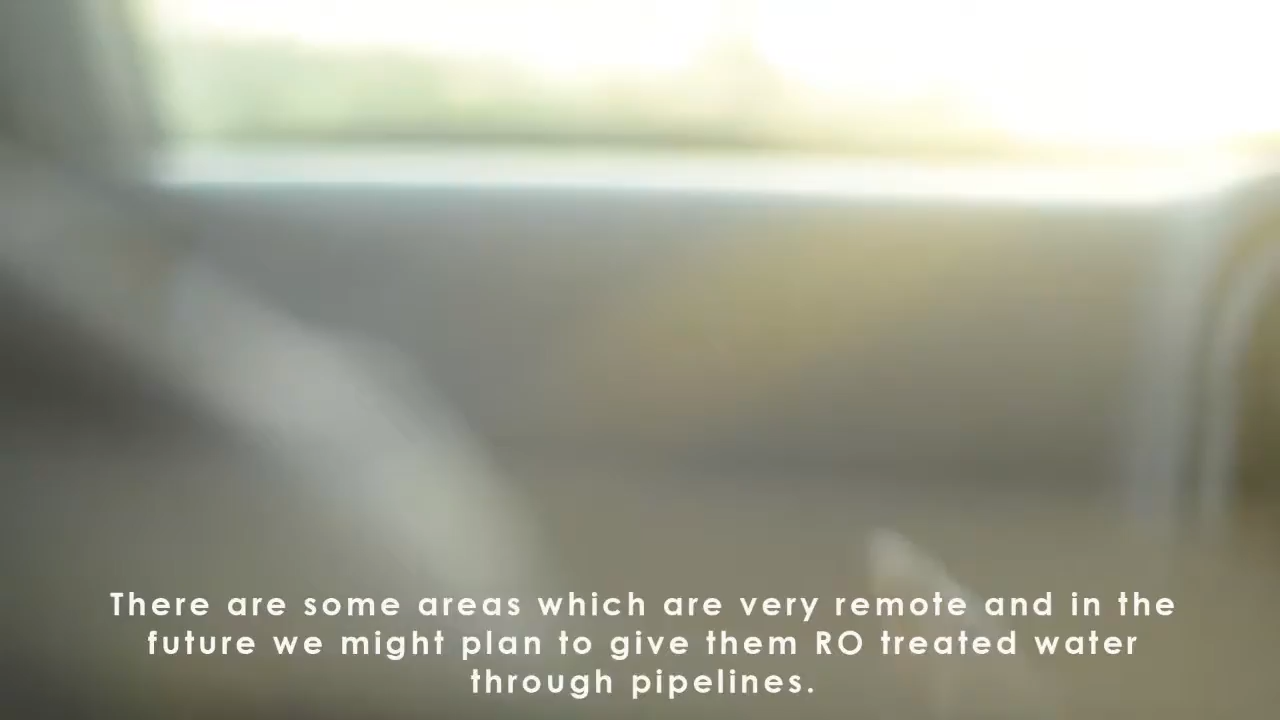 There are some areas which are very remote and in the
future we might plan to give them RO treated water
through pipelines.